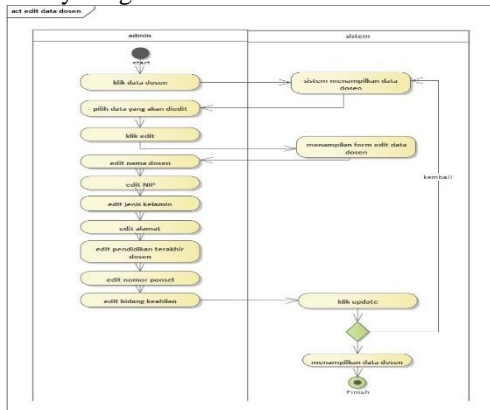 act edit data dosen
admin
sistem
start
klik data dosen
sistem menampilkan data
dosen
pilih data yang akan diedit
klik edit
menampilan form edit data
dosen
edit nama dosen
kembali
edit NIP
edit jenis kelamin
edit alamat
edit pendidikan terakhir
dosen
edit nomor ponsel
edit bidang keahlian
klik update
menampilkan data dosen
Finish